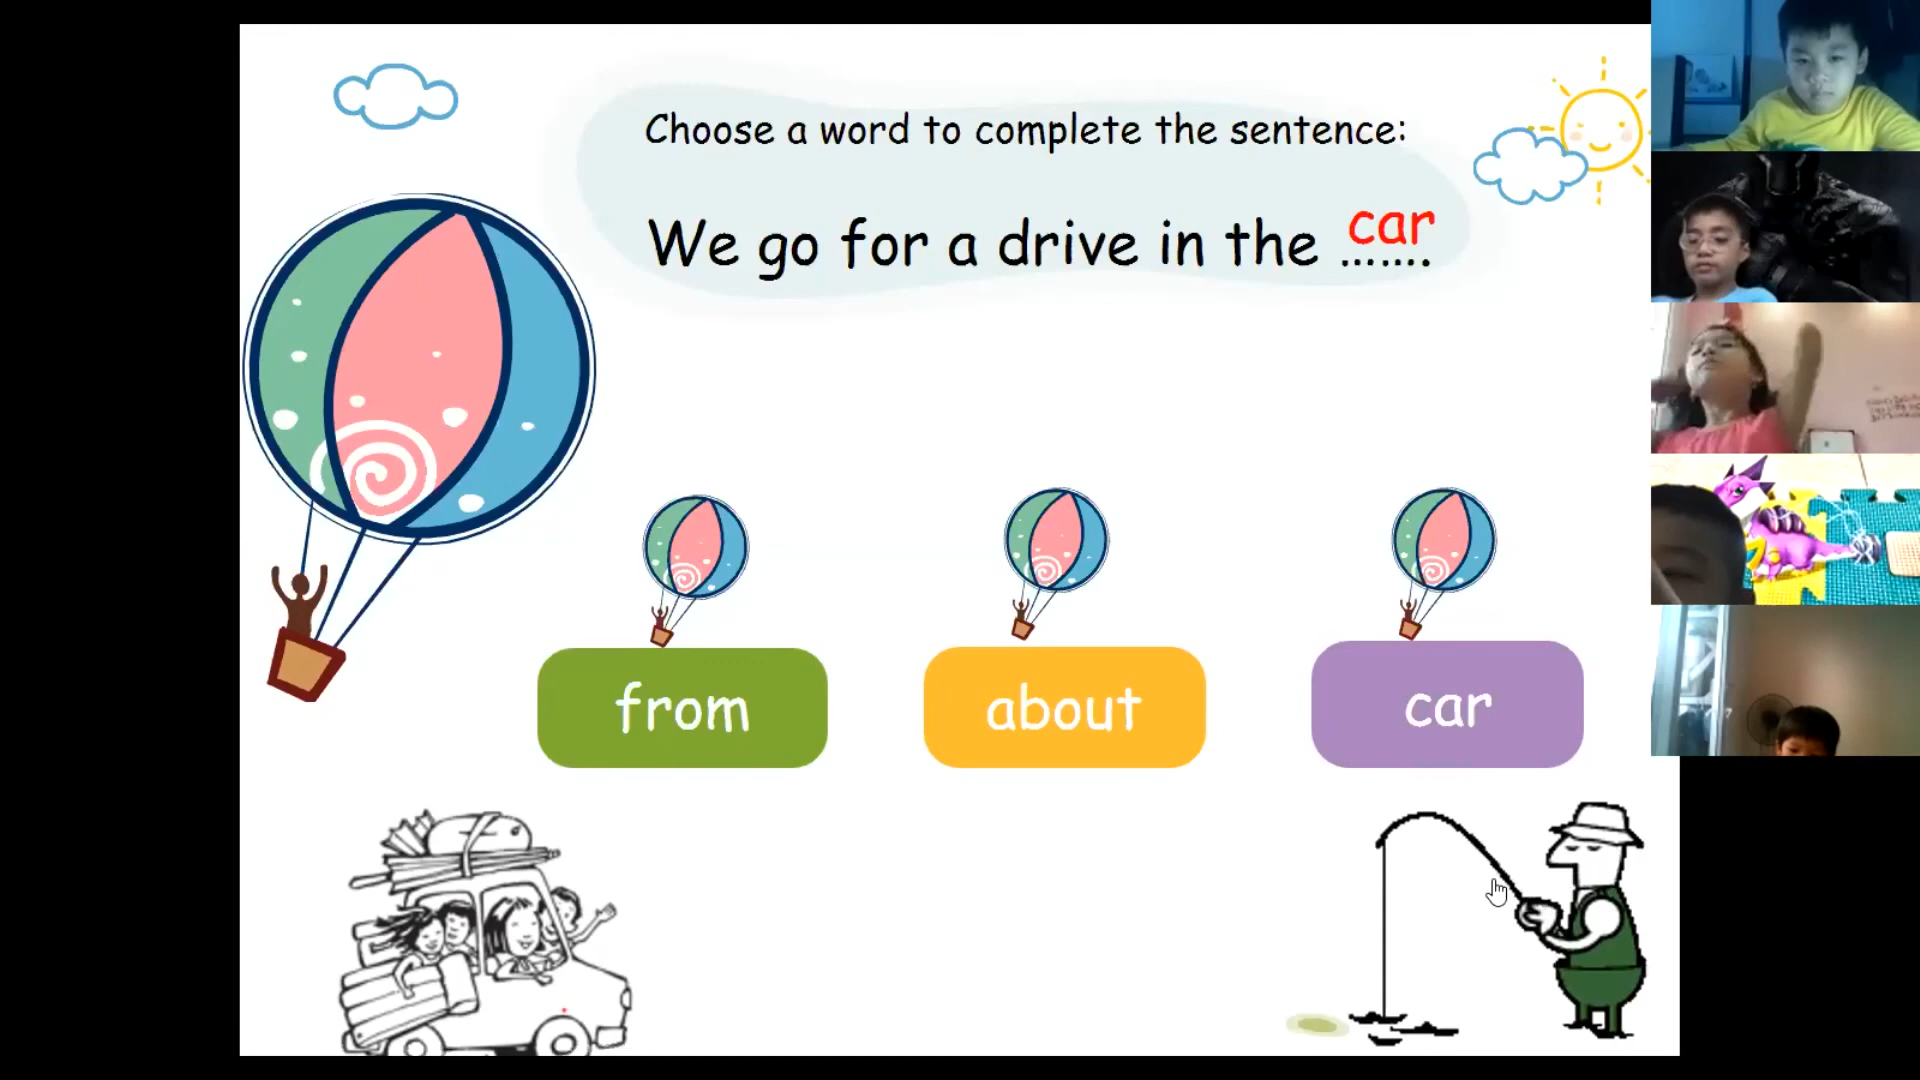 Choose a word to complete the sentence:
We go for a drive in the .......
car
from
about
car